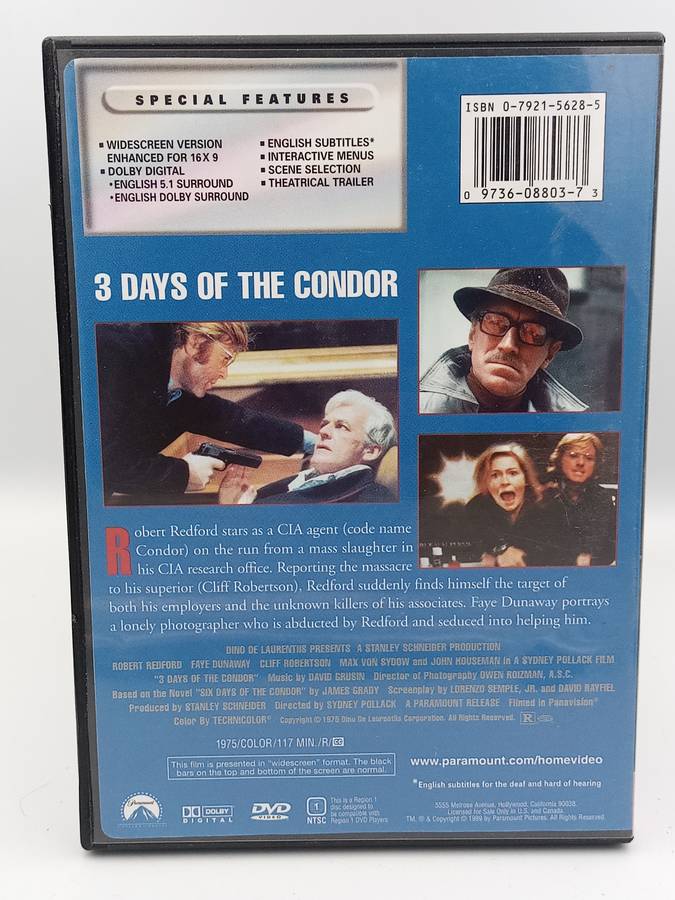 SPECIAL FEATURES
▪ WIDESCREEN VERSION
ENHANCED FOR 16X9
▪ DOLBY DIGITAL
•ENGLISH 5.1 SURROUND
•ENGLISH DOLBY SURROUND
▪ ENGLISH SUBTITLES*
▪ INTERACTIVE MENUS
▪ SCENE SELECTION
▪ THEATRICAL TRAILER
ISBN 0-7921-5628-5
0 9736-08803-7 3
3 DAYS OF THE CONDOR
Robert Redford stars as a CIA agent (code name
Condor) on the run from a mass slaughter in
his CIA research office. Reporting the massacre
to his superior (Cliff Robertson), Redford suddenly finds himself the target of
both his employers and the unknown killers of his associates. Faye Dunaway portrays
a lonely photographer who is abducted by Redford and seduced into helping him.
DINO DE LAURENTIIS PRESENTS A STANLEY SCHNEIDER PRODUCTION
ROBERT REDFORD FAYE DUNAWAY CLIFF ROBERTSON MAX VON SYDOW and JOHN HOUSEMAN in A SYDNEY POLLACK FILM
"3 DAYS OF THE CONDOR" Music by DAVID GRUSIN Director of Photography OWEN ROIZMAN, A.S.C.
Based on the Novel "SIX DAYS OF THE CONDOR" by JAMES GRADY Screenplay by LORENZO SEMPLE, JR. and DAVID RAYFIEL
Produced by STANLEY SCHNEIDER Directed by SYDNEY POLLACK A PARAMOUNT RELEASE Filmed in Panavision®
Color By TECHNICOLOR® Copyright © 1975 Dino De Laurentiis Corporation. All Rights Reserved. R
1975/COLOR/117 MIN./R/CC
This film is presented in "widescreen" format. The black
bars on the top and bottom of the screen are normal.
www.paramount.com/homevideo
*English subtitles for the deaf and hard of hearing
Paramount
DOLBY
DIGITAL
DVD
VIDEO
1
NTSC
This is a Region 1
disc designed to
be compatible with
Region 1 DVD Players
5555 Melrose Avenue, Hollywood, California 90038.
Licensed for Sale Only in U.S. and Canada.
TM, ® & Copyright © 1999 by Paramount Pictures. All Rights Reserved.